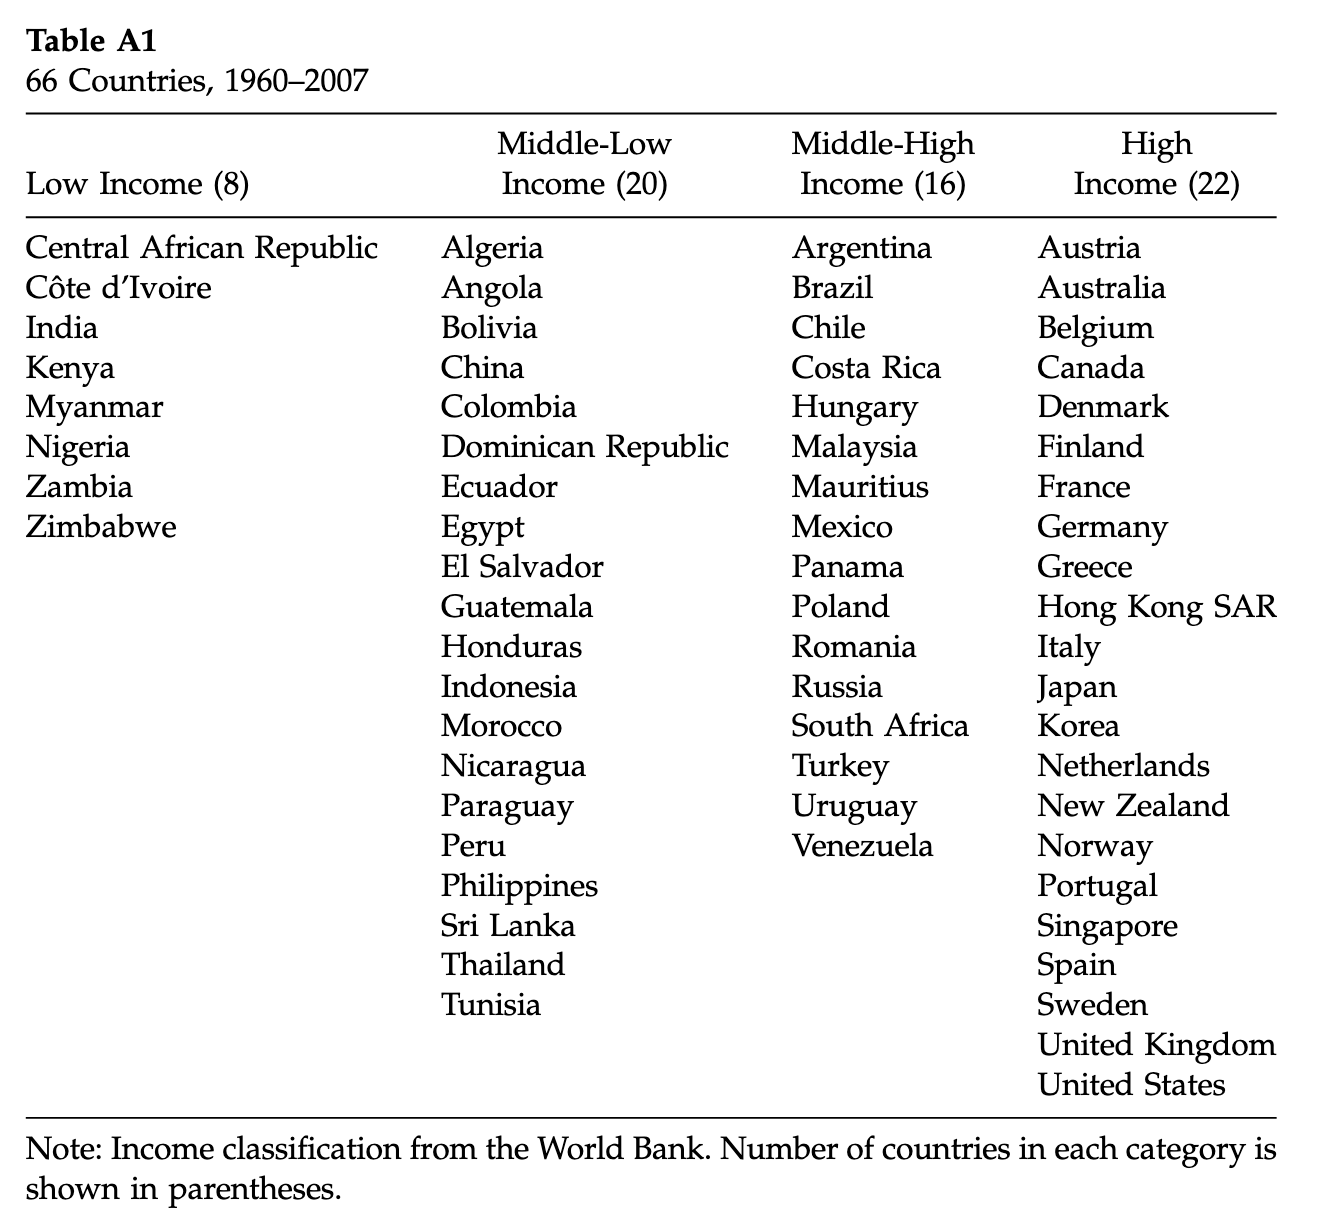 Table A1
66 Countries, 1960–2007
Low Income (8) Middle-Low Income (20) Middle-High Income (16) High Income (22)
Central African Republic Algeria Argentina Austria
Côte d’Ivoire Angola Brazil Australia
India Bolivia Chile Belgium
Kenya China Costa Rica Canada
Myanmar Colombia Hungary Denmark
Nigeria Dominican Republic Malaysia Finland
Zambia Ecuador Mauritius France
Zimbabwe Egypt Mexico Germany
El Salvador Panama Greece
Guatemala Poland Hong Kong SAR
Honduras Romania Italy
Indonesia Russia Japan
Morocco South Africa Korea
Nicaragua Turkey Netherlands
Paraguay Uruguay New Zealand
Peru Venezuela Norway
Philippines Portugal
Sri Lanka Singapore
Thailand Spain
Tunisia Sweden
United Kingdom
United States
Note: Income classification from the World Bank. Number of countries in each category is
shown in parentheses.